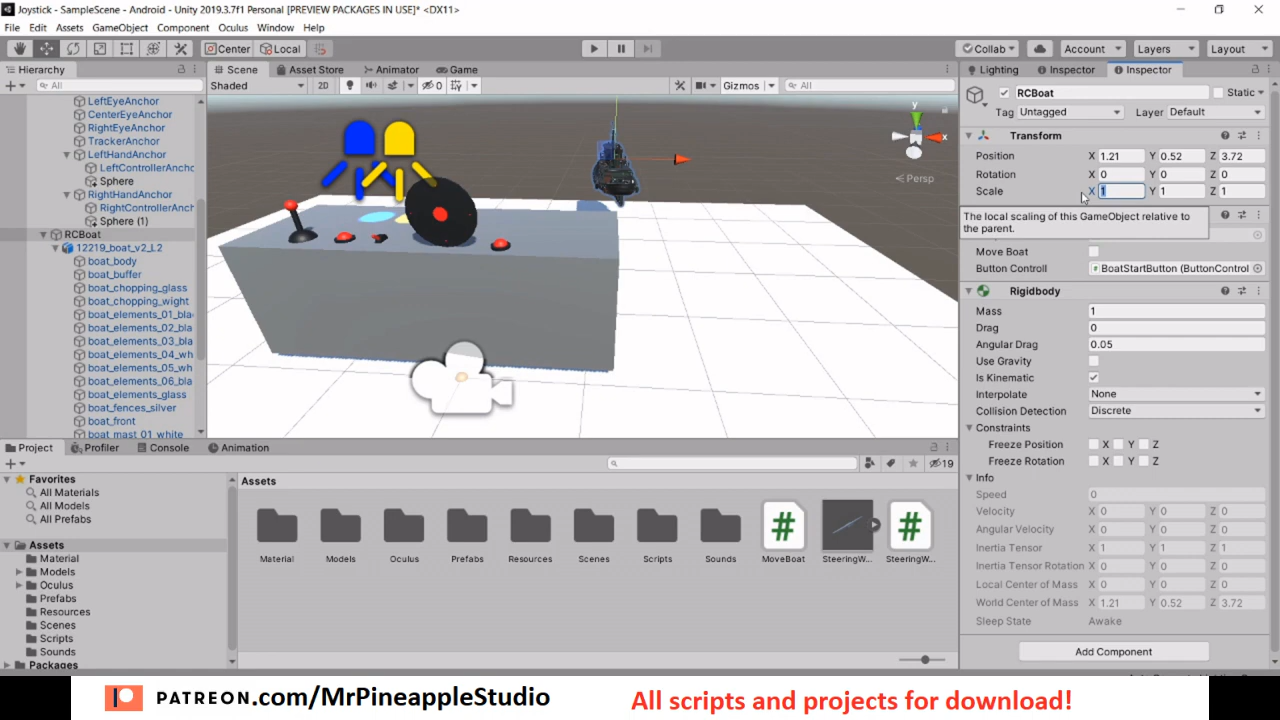 Joystick - SampleScene - Android - Unity 2019.3.7f1 Personal [PREVIEW PACKAGES IN USE]* <DX11>
File Edit Assets GameObject Component Oculus Window Help
Center Local Collab Account Layers Layout
Hierarchy Scene Asset Store Animator Game Lighting Inspector Inspector
All Shaded 2D 0 Gizmos All
RCBoat Static
Tag Untagged Layer Default
LeftEyeAnchor
CenterEyeAnchor
RightEyeAnchor
TrackerAnchor
LeftHandAnchor
LeftControllerAncho
Sphere
RightHandAnchor
RightControllerAnch
Sphere (1)
RCBoat
12219_boat_v2_L2
boat_body
boat_buffer
boat_chopping_glass
boat_chopping_wight
boat_elements_01_bla
boat_elements_02_bla
boat_elements_03_bla
boat_elements_04_wh
boat_elements_05_wh
boat_elements_06_bla
boat_elements_glass
boat_fences_silver
boat_front
boat_mast_01_white
y
x
Persp
Transform
Position X 1.21 Y 0.52 Z 3.72
Rotation X 0 Y 0 Z 0
Scale X 1 Y 1 Z 1
The local scaling of this GameObject relative to
the parent.
Move Boat
Button Controll BoatStartButton (ButtonControl
Rigidbody
Mass 1
Drag 0
Angular Drag 0.05
Use Gravity
Is Kinematic
Interpolate None
Collision Detection Discrete
Constraints
Freeze Position X Y Z
Freeze Rotation X Y Z
Info
Speed 0
Velocity X 0 Y 0 Z 0
Angular Velocity X 0 Y 0 Z 0
Inertia Tensor X 1 Y 1 Z 1
Inertia Tensor Rotation X 0 Y 0 Z 0
Local Center of Mass X 0 Y 0 Z 0
World Center of Mass X 1.21 Y 0.52 Z 3.72
Sleep State Awake
Add Component
Project Profiler Console Animation
19
Favorites
All Materials
All Models
All Prefabs
Assets
Material
Models
Oculus
Prefabs
Resources
Scenes
Scripts
Sounds
Packages
Assets
Material Models Oculus Prefabs Resources Scenes Scripts Sounds MoveBoat SteeringW... SteeringW...
PATREON.com/MrPineappleStudio
All scripts and projects for download!